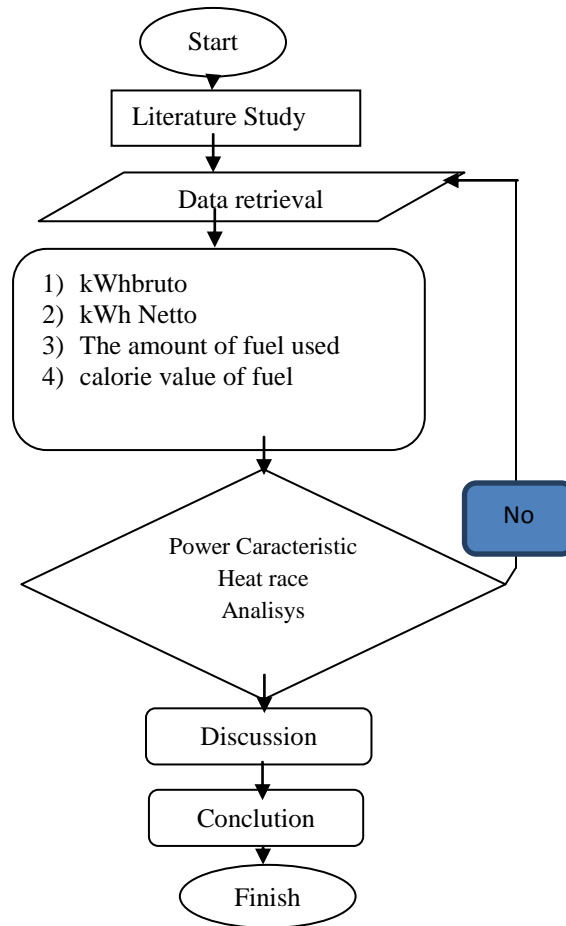 Start
Literature Study
Data retrieval
1) kWhbruto
2) kWh Netto
3) The amount of fuel used
4) calorie value of fuel
Power Caracteristic
Heat race
Analisys
No
Discussion
Conclution
Finish